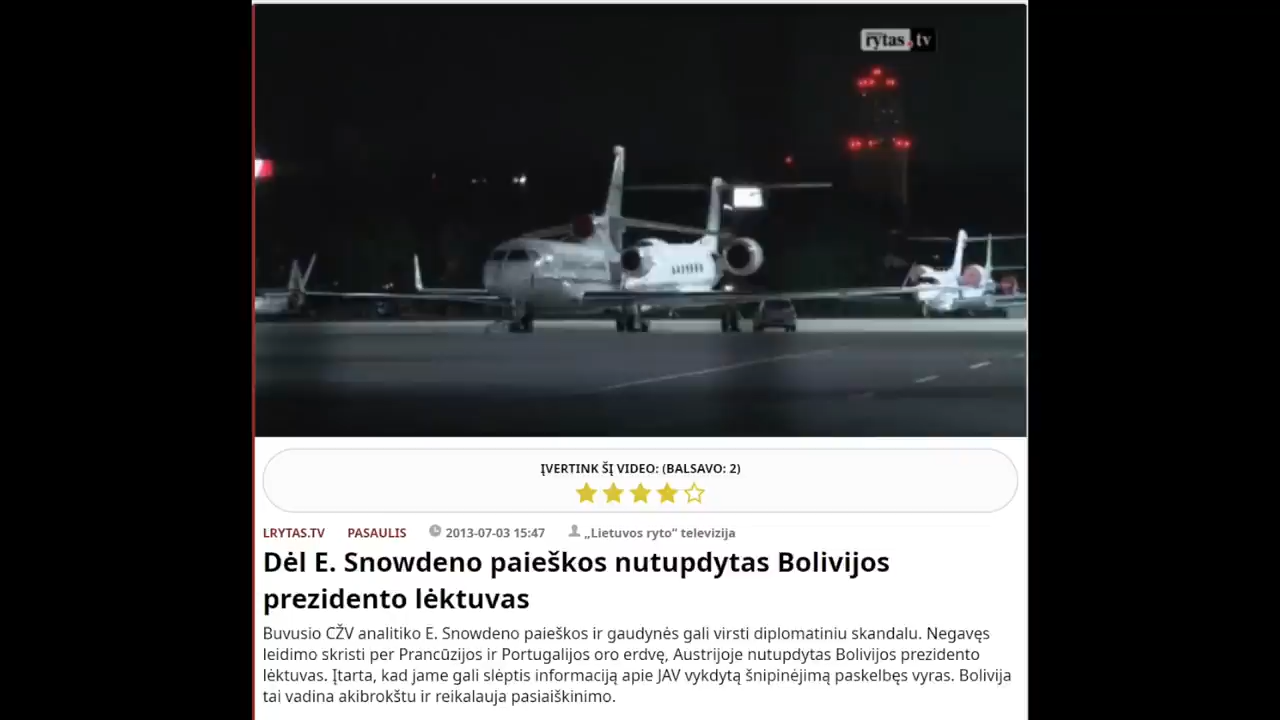 rytas.tv
ĮVERTINK ŠĮ VIDEO: (BALSAVO: 2)
LRYTAS.TV PASAULIS 2013-07-03 15:47 „Lietuvos ryto“ televizija
Dėl E. Snowdeno paieškos nutupdytas Bolivijos
prezidento lėktuvas
Buvusio CŽV analitiko E. Snowdeno paieškos ir gaudynės gali virsti diplomatiniu skandalu. Negavęs
leidimo skristi per Prancūzijos ir Portugalijos oro erdvę, Austrijoje nutupdytas Bolivijos prezidento
lėktuvas. Įtarta, kad jame gali slėptis informaciją apie JAV vykdytą šnipinėjimą paskelbęs vyras. Bolivija
tai vadina akibrokštu ir reikalauja pasiaiškinimo.